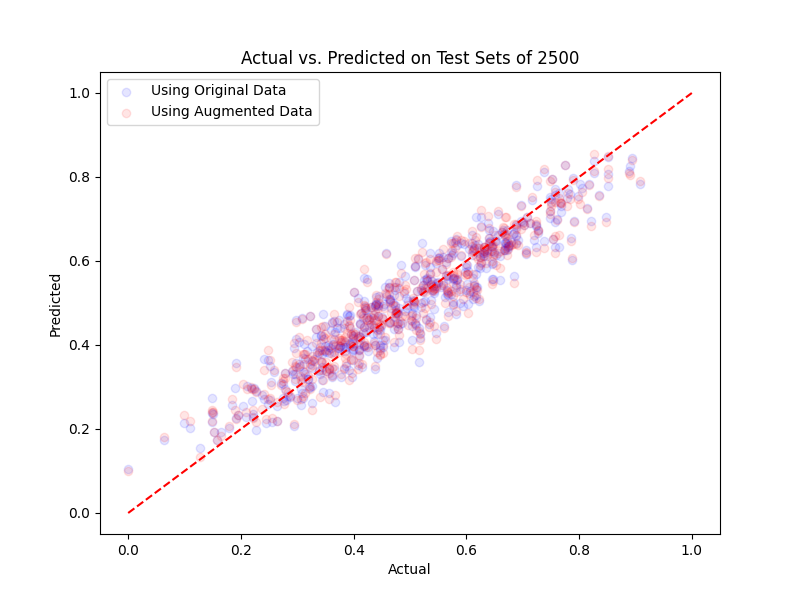 Actual vs. Predicted on Test Sets of 2500
Using Original Data
Using Augmented Data
1.0
0.8
0.6
0.4
0.2
0.0
Predicted
0.0 0.2 0.4 0.6 0.8 1.0
Actual